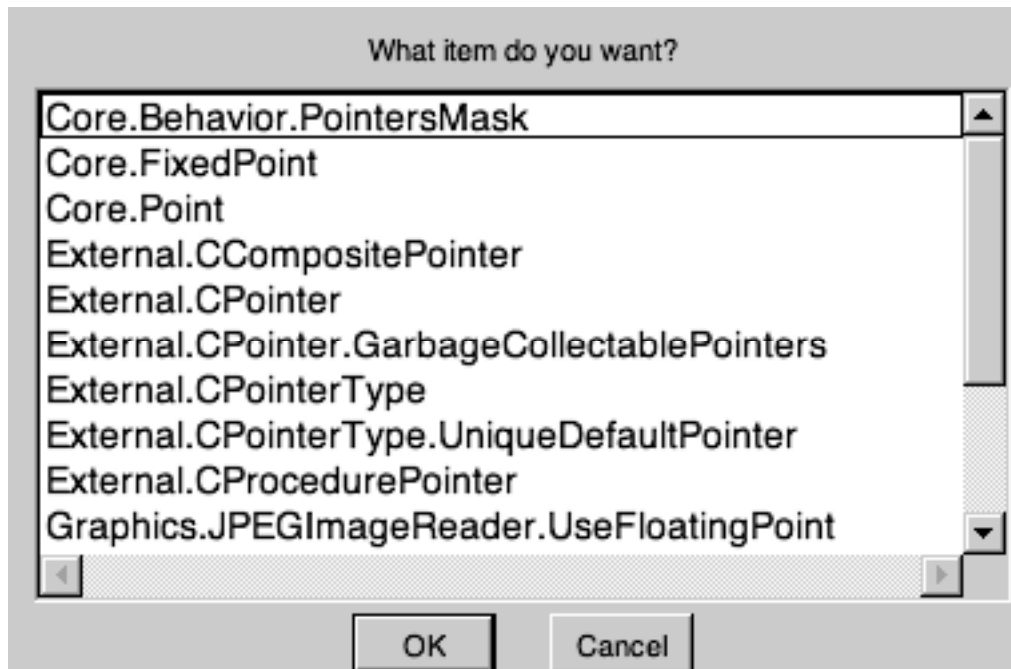 What item do you want?
Core.Behavior.PointersMask
Core.FixedPoint
Core.Point
External.CCompositePointer
External.CPointer
External.CPointer.GarbageCollectablePointers
External.CPointerType
External.CPointerType.UniqueDefaultPointer
External.CProcedurePointer
Graphics.JPEGImageReader.UseFloatingPoint
OK Cancel